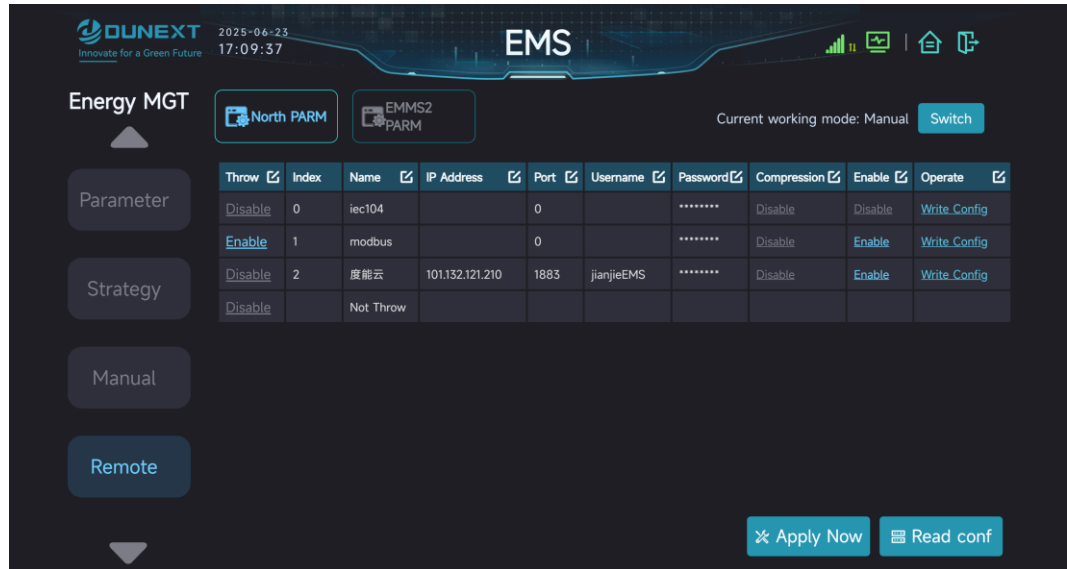 DUNEXT
Innovate for a Green Future
2025-06-23
17:09:37
EMS
Energy MGT
North PARM
EMMS2
PARM
Current working mode: Manual
Switch
Parameter
Strategy
Manual
Remote
Throw Index Name IP Address Port Username Password Compression Enable Operate
Disable 0 iec104 0 ******** Disable Disable Write Config
Enable 1 modbus 0 ******** Disable Enable Write Config
Disable 2 度能云 101.132.121.210 1883 jianjieEMS ******** Disable Enable Write Config
Disable Not Throw
Apply Now
Read conf